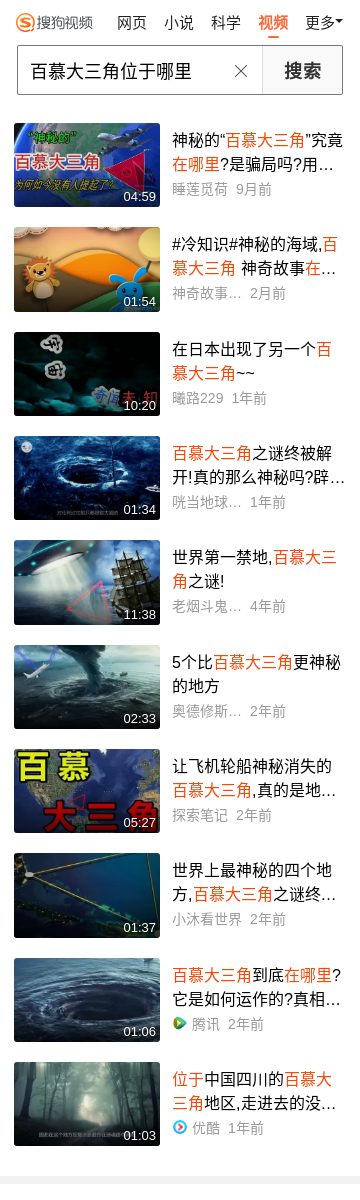 搜狗视频 网页 小说 科学 视频 更多
百慕大三角位于哪里 搜索
神秘的“百慕大三角”究竟
在哪里?是骗局吗?用…
睡莲觅荷 9月前
"神秘的"
百慕大三角
为何如今没有人提起了?
04:59
#冷知识#神秘的海域,百
慕大三角 神奇故事在…
神奇故事… 2月前
01:54
在日本出现了另一个百
慕大三角~~
曦路229 1年前
宇
宙
奇误未知
10:20
百慕大三角之谜终被解
开!真的那么神秘吗?辟…
咣当地球… 1年前
01:34
世界第一禁地,百慕大三
角之谜!
老烟斗鬼… 4年前
11:38
5个比百慕大三角更神秘
的地方
奥德修斯… 2年前
02:33
让飞机轮船神秘消失的
百慕大三角,真的是地…
探索笔记 2年前
百慕
大三角
05:27
世界上最神秘的四个地
方,百慕大三角之谜终…
小沐看世界 2年前
01:37
百慕大三角到底在哪里?
它是如何运作的?真相…
腾讯 2年前
01:06
位于中国四川的百慕大
三角地区,走进去的没…
优酷 1年前
01:03